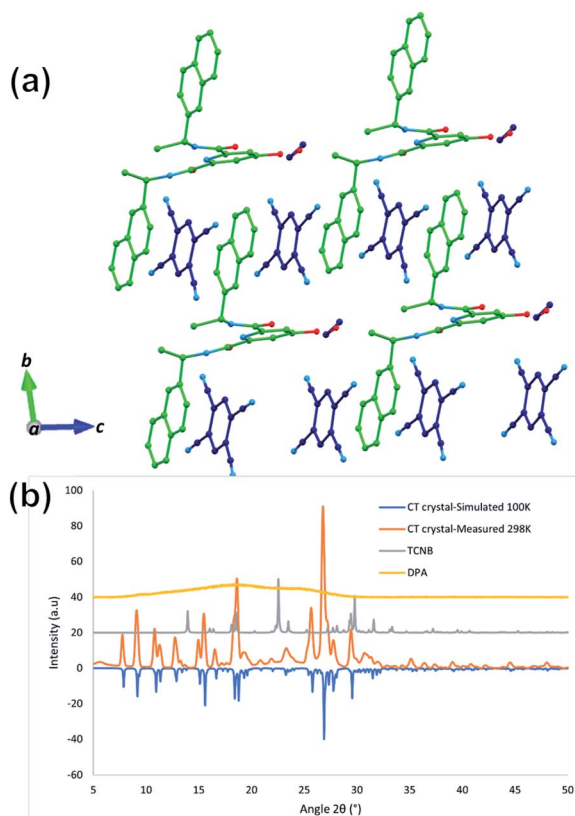 (a)
b
a
c
(b)
100
80
60
40
20
0
-20
-40
-60
Intensity (a.u)
CT crystal-Simulated 100K
CT crystal-Measured 298K
TCNB
DPA
5 10 15 20 25 30 35 40 45 50
Angle 2θ (°)